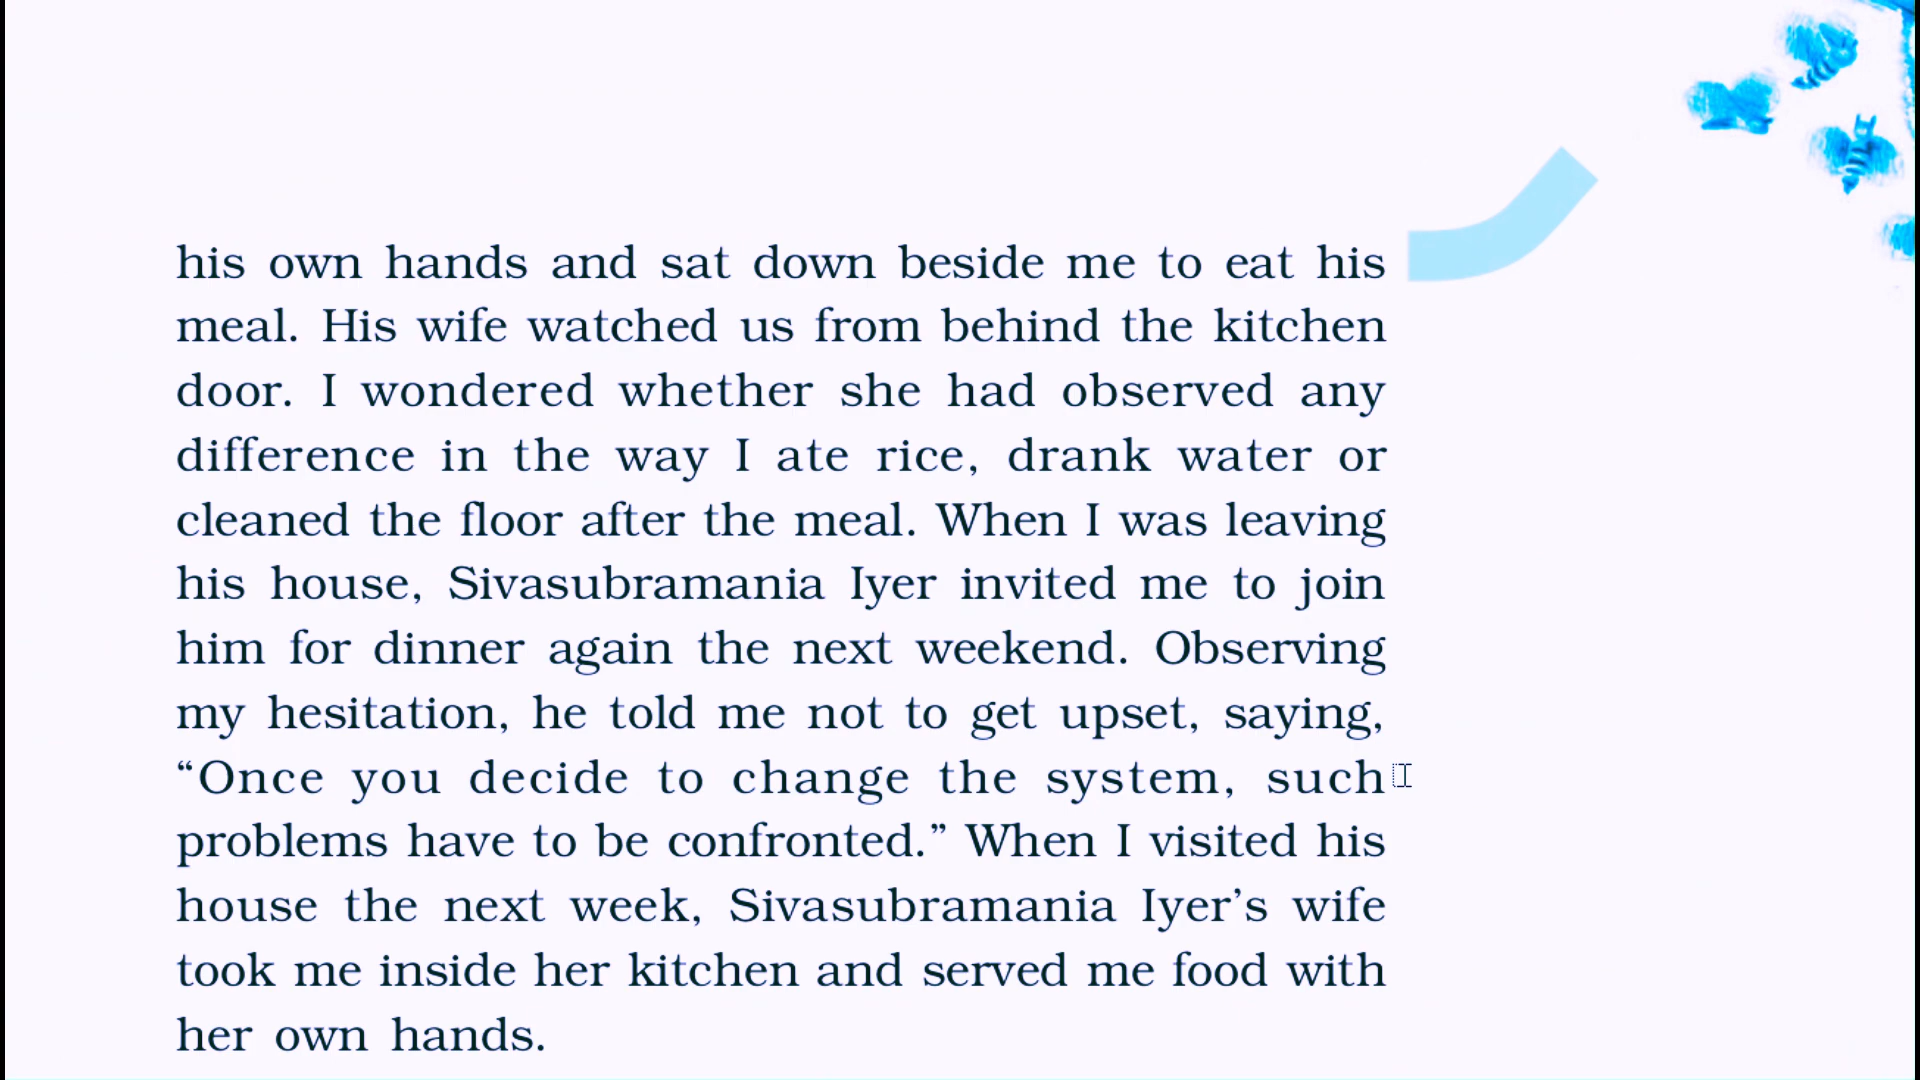 his own hands and sat down beside me to eat his
meal. His wife watched us from behind the kitchen
door. I wondered whether she had observed any
difference in the way I ate rice, drank water or
cleaned the floor after the meal. When I was leaving
his house, Sivasubramania Iyer invited me to join
him for dinner again the next weekend. Observing
my hesitation, he told me not to get upset, saying,
“Once you decide to change the system, such
problems have to be confronted.” When I visited his
house the next week, Sivasubramania Iyer’s wife
took me inside her kitchen and served me food with
her own hands.